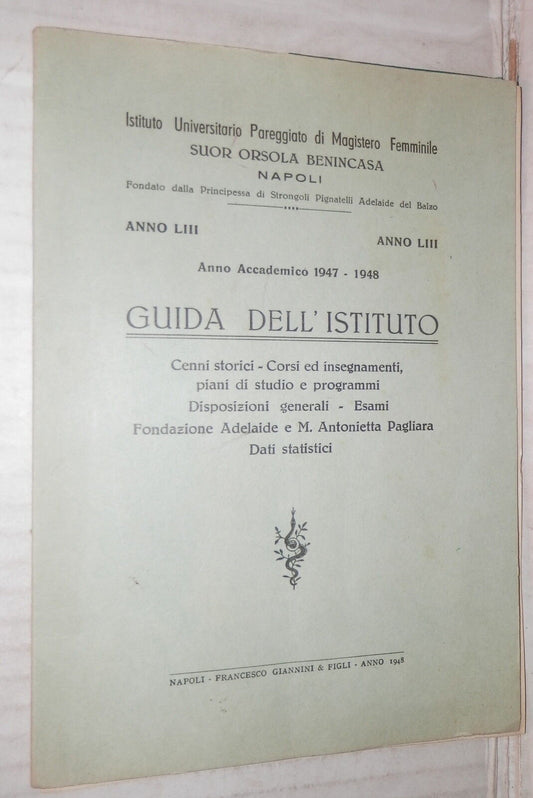 Istituto Universitario Pareggiato di Magistero Femminile
SUOR ORSOLA BENINCASA
NAPOLI
Fondato dalla Principessa di Strongoli Pignatelli Adelaide del Balzo
ANNO LIII
ANNO LIII
Anno Accademico 1947 - 1948
GUIDA DELL' ISTITUTO
Cenni storici - Corsi ed insegnamenti,
piani di studio e programmi
Disposizioni generali - Esami
Fondazione Adelaide e M. Antonietta Pagliara
Dati statistici
NAPOLI - FRANCESCO GIANNINI & FIGLI - ANNO 1948